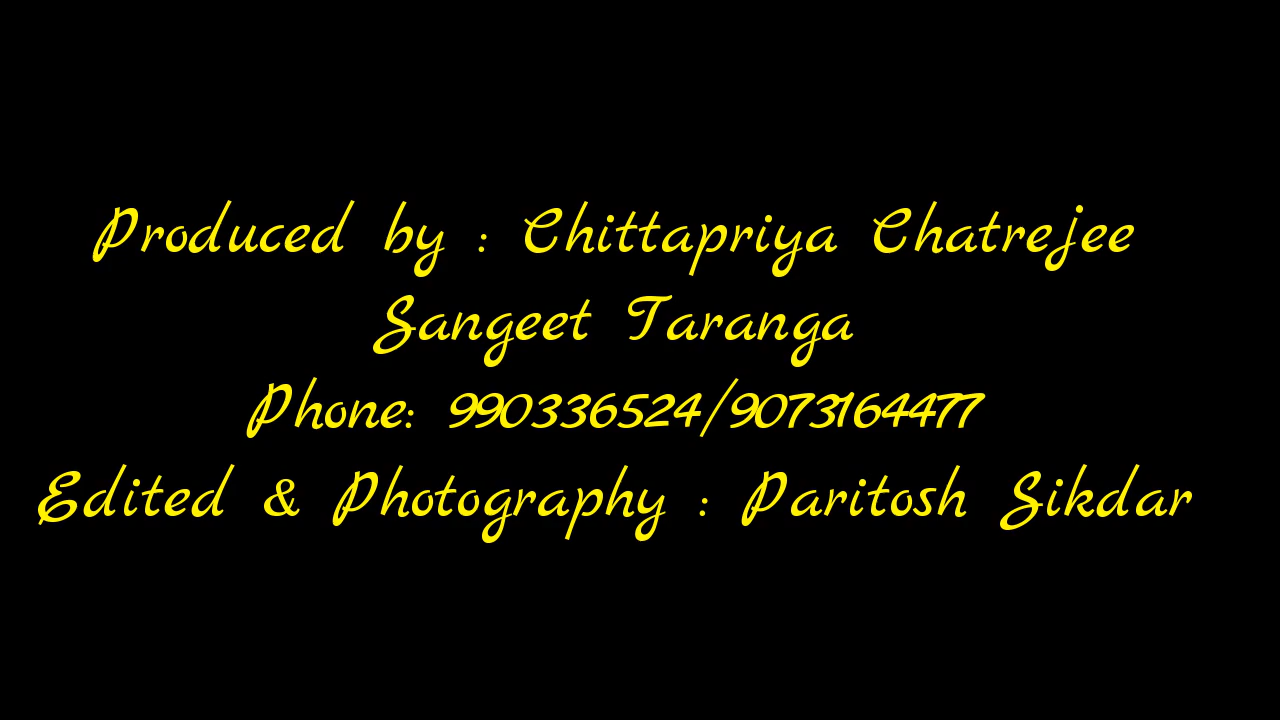 Produced by : Chittapriya Chatrejee
Sangeet Taranga
Phone: 990336524/9073164477
Edited & Photography : Paritosh Sikdar